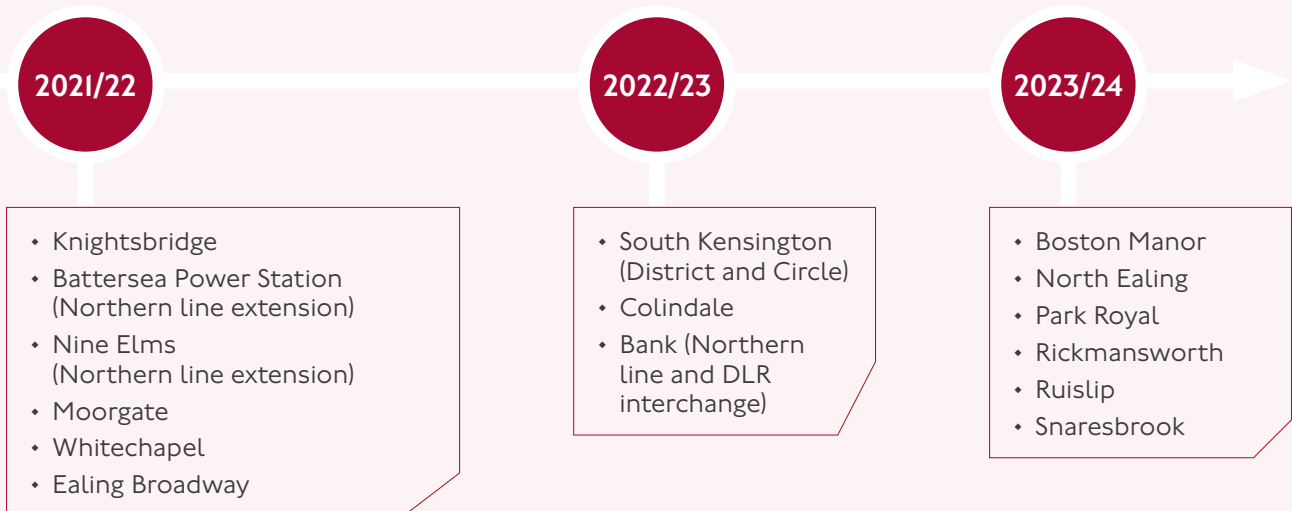 2021/22
2022/23
2023/24
• Knightsbridge
• Battersea Power Station
(Northern line extension)
• Nine Elms
(Northern line extension)
• Moorgate
• Whitechapel
• Ealing Broadway
• South Kensington
(District and Circle)
• Colindale
• Bank (Northern
line and DLR
interchange)
• Boston Manor
• North Ealing
• Park Royal
• Rickmansworth
• Ruislip
• Snaresbrook